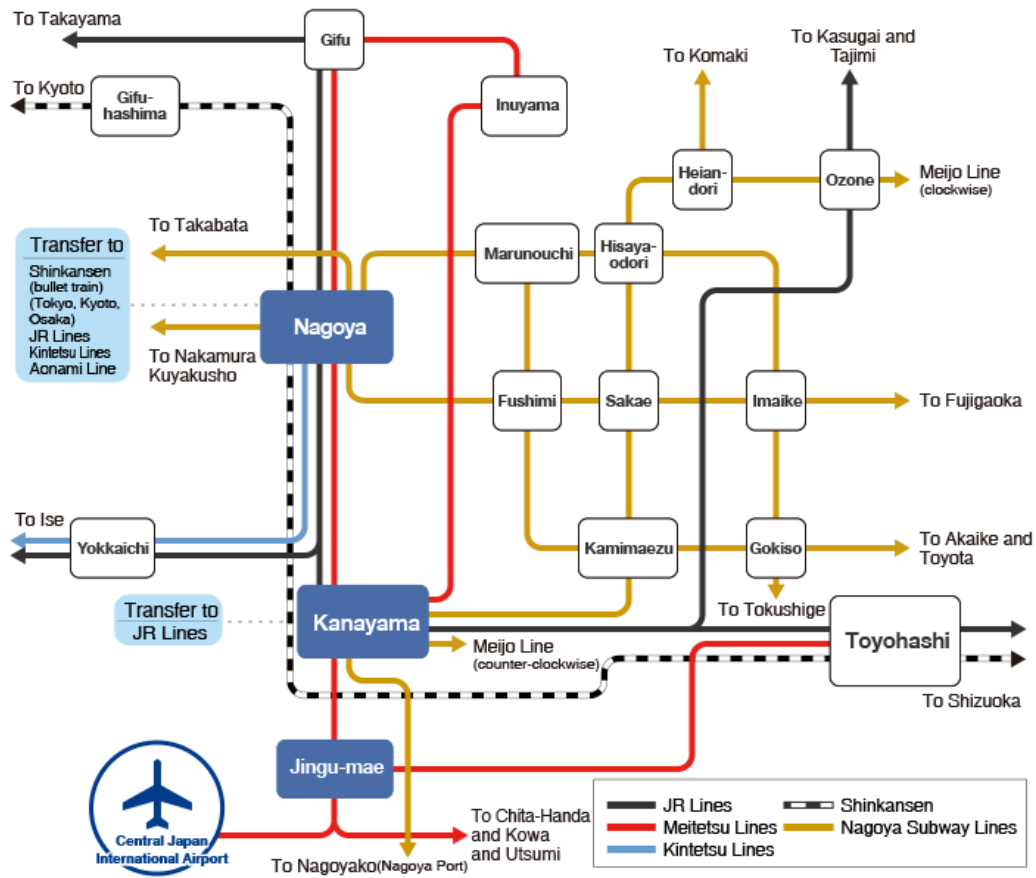 To Takayama
Gifu
To Kyoto
Gifu-
hashima
Inuyama
To Komaki
To Kasugai and
Tajimi
Heian-
dori
Ozone
Meijo Line
(clockwise)
To Takabata
Marunouchi
Hisaya-
odori
Transfer to
Shinkansen
(bullet train)
(Tokyo, Kyoto,
Osaka)
JR Lines
Kintetsu Lines
Aonami Line
Nagoya
To Nakamura
Kuyakusho
Fushimi
Sakae
Imaike
To Fujigaoka
To Ise
Yokkaichi
Kamimaezu
Gokiso
To Akaike and
Toyota
Transfer to
JR Lines
Kanayama
To Tokushige
Meijo Line
(counter-clockwise)
Toyohashi
To Shizuoka
Jingu-mae
Central Japan
International Airport
To Chita-Handa
and Kowa
and Utsumi
To Nagoyako(Nagoya Port)
JR Lines
Shinkansen
Meitetsu Lines
Nagoya Subway Lines
Kintetsu Lines